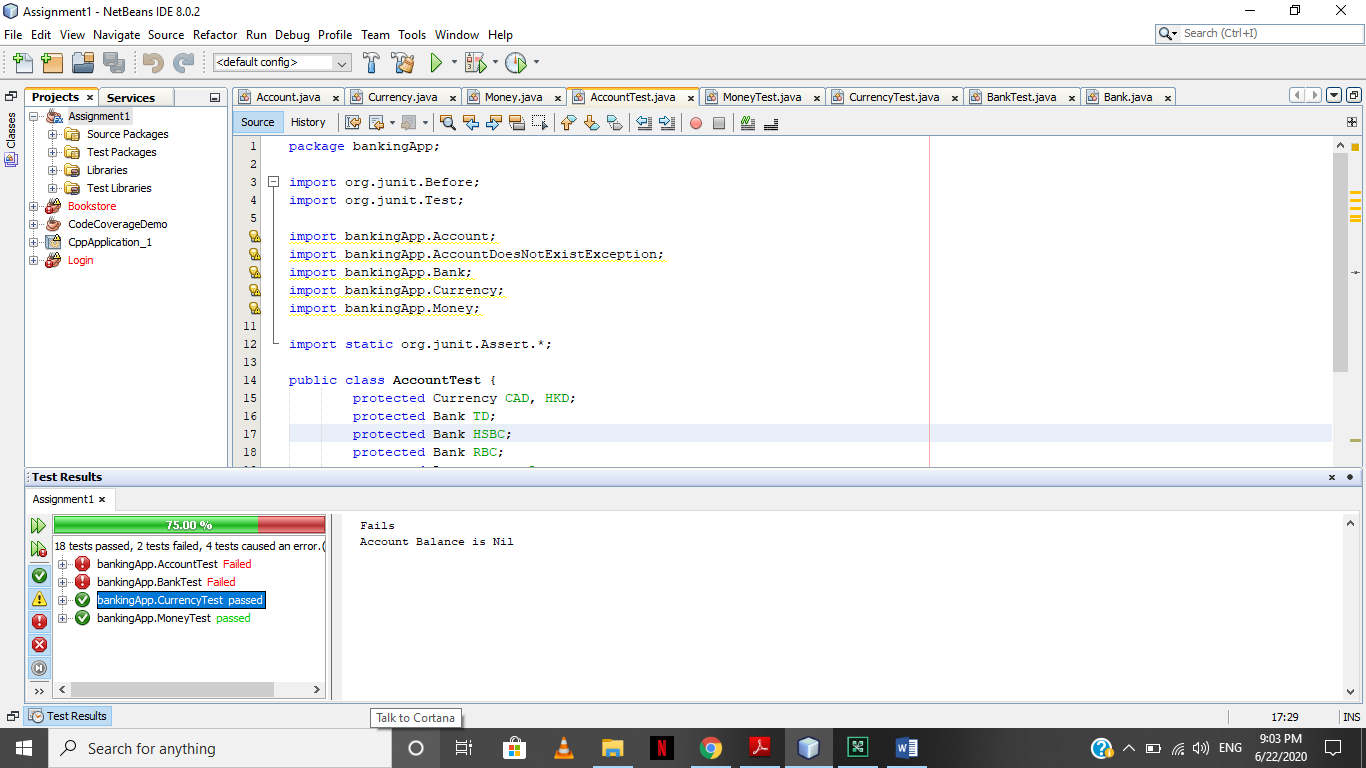 Assignment1 - NetBeans IDE 8.0.2
File Edit View Navigate Source Refactor Run Debug Profile Team Tools Window Help
Search (Ctrl+I)
<default config>
Classes
Projects
Services
Assignment1
Source Packages
Test Packages
Libraries
Test Libraries
Bookstore
CodeCoverageDemo
CppApplication_1
Login
Account.java Currency.java Money.java AccountTest.java MoneyTest.java CurrencyTest.java BankTest.java Bank.java
Source History
1 package bankingApp;
2
3 import org.junit.Before;
4 import org.junit.Test;
5
import bankingApp.Account;
import bankingApp.AccountDoesNotExistException;
import bankingApp.Bank;
import bankingApp.Currency;
import bankingApp.Money;
11
12 import static org.junit.Assert.*;
13
14 public class AccountTest {
15 protected Currency CAD, HKD;
16 protected Bank TD;
17 protected Bank HSBC;
18 protected Bank RBC;
Test Results
Assignment1
75.00 %
18 tests passed, 2 tests failed, 4 tests caused an error.(
bankingApp.AccountTest Failed
bankingApp.BankTest Failed
bankingApp.CurrencyTest passed
bankingApp.MoneyTest passed
Fails
Account Balance is Nil
Test Results
Talk to Cortana
17:29
INS
Search for anything
ENG
9:03 PM
6/22/2020